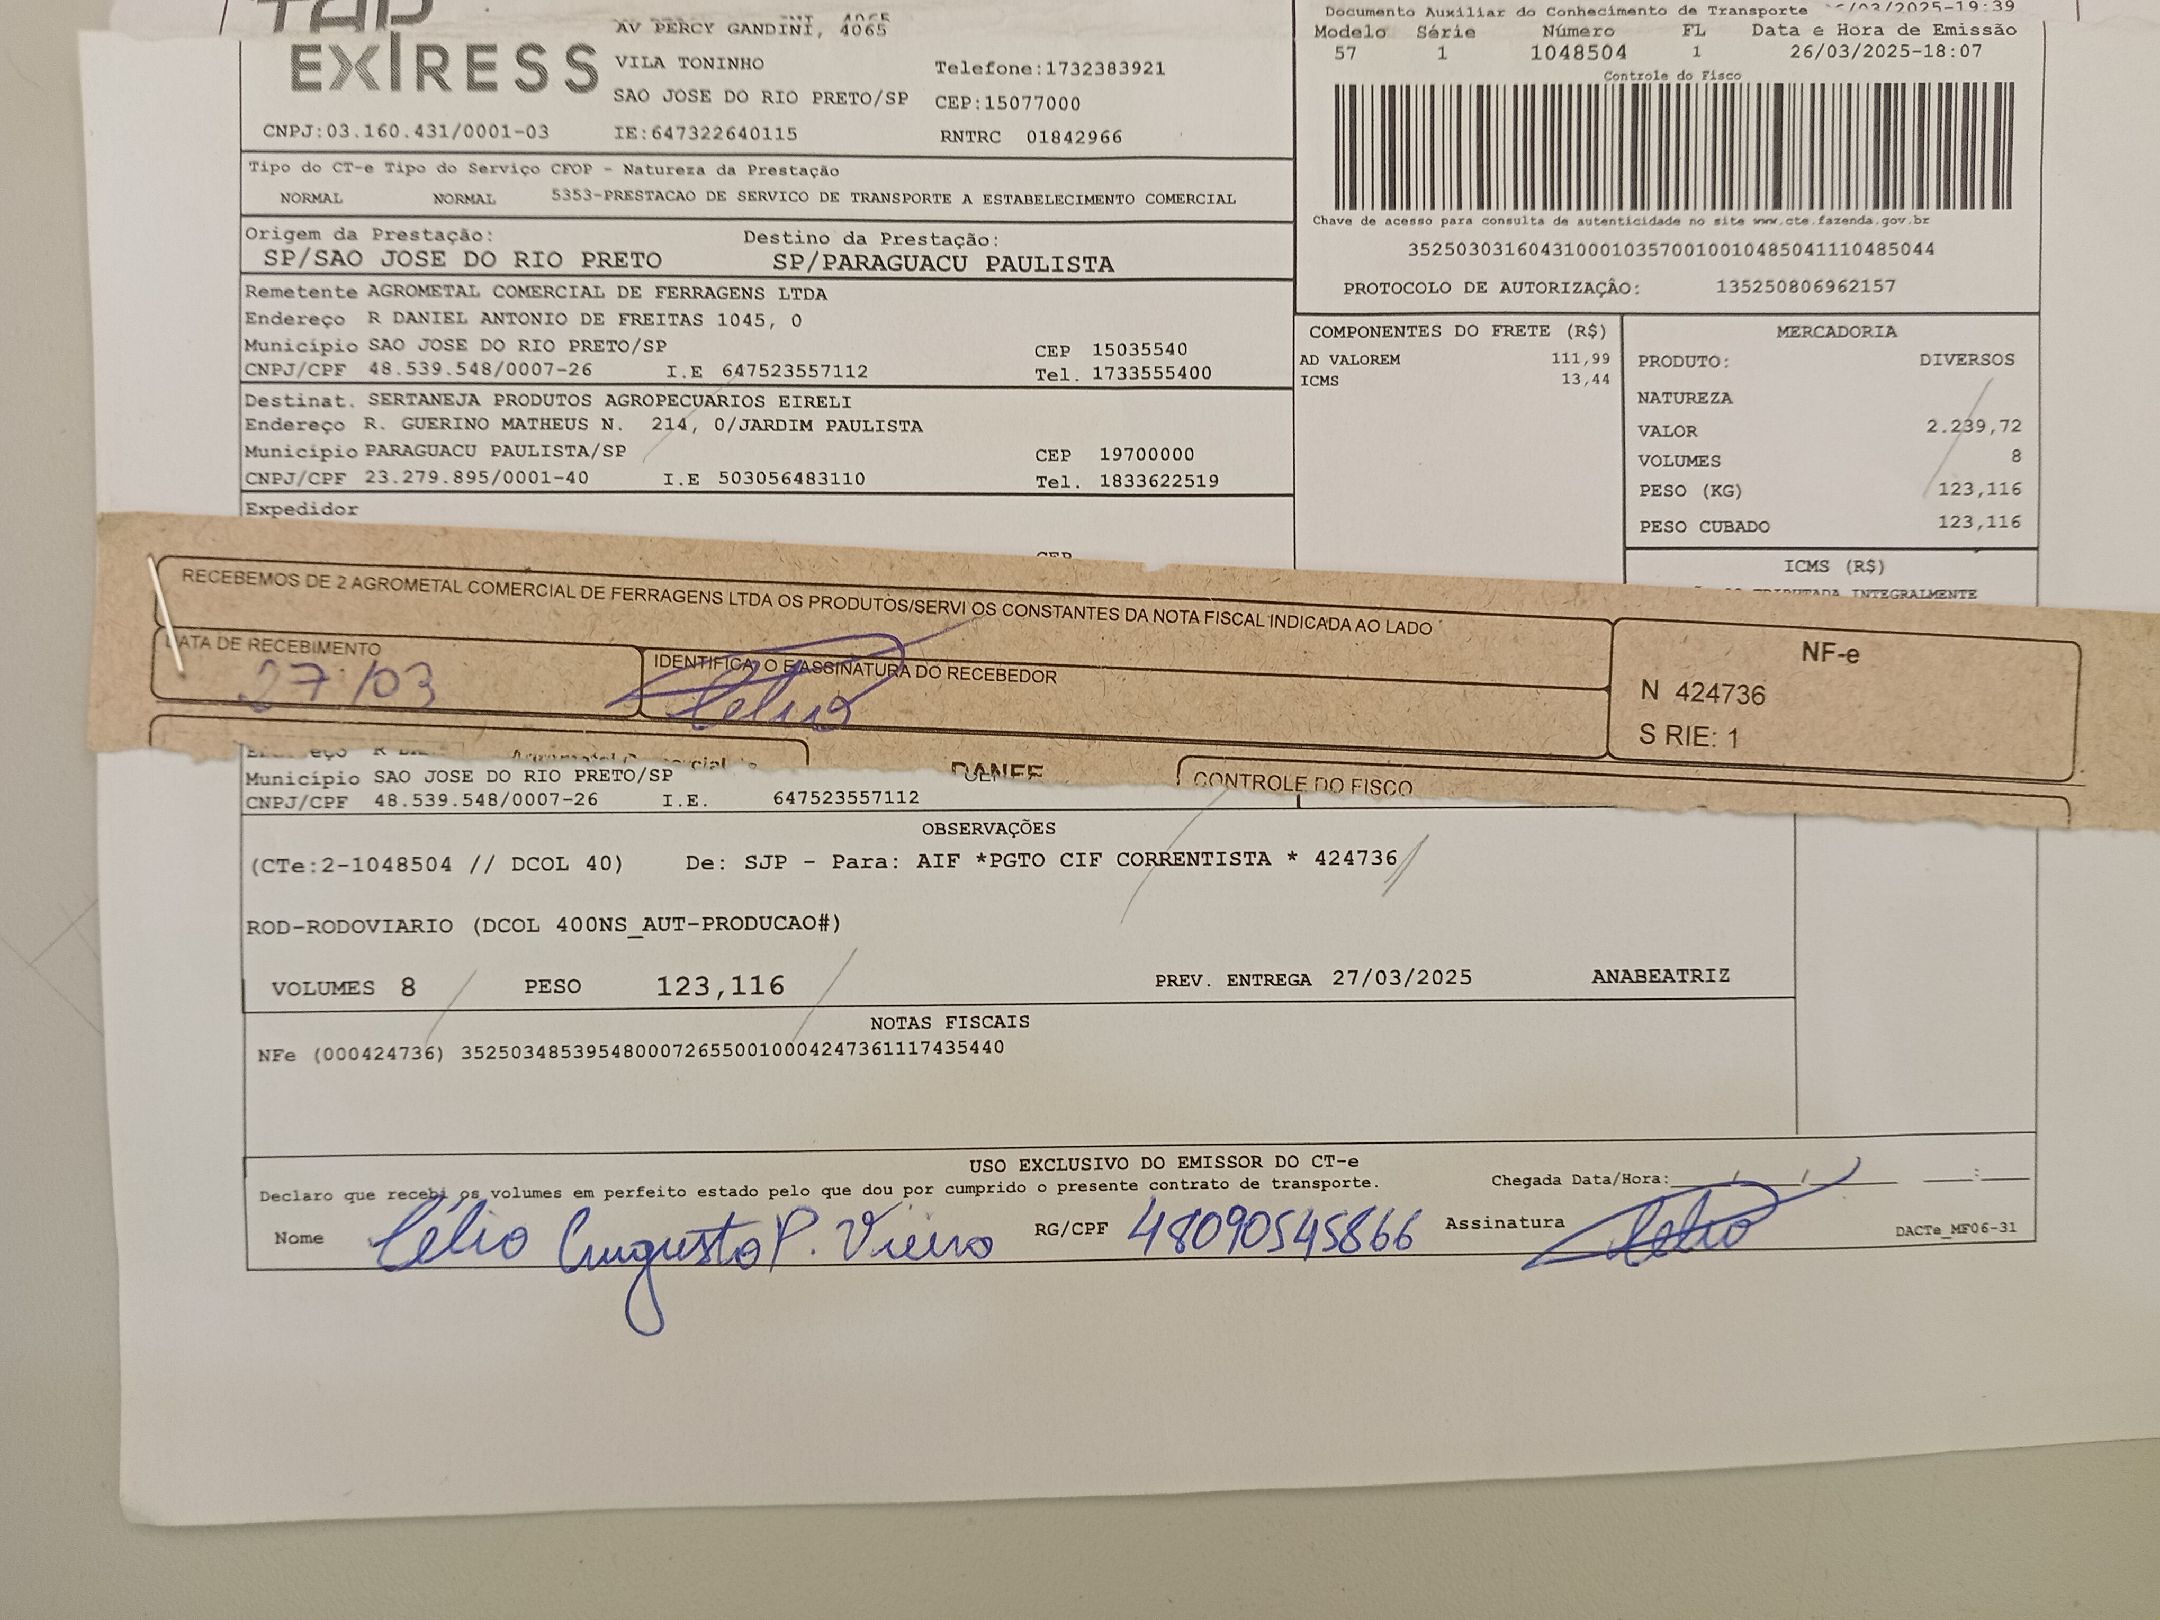 EXPRESS
AV PERCY GANDINI, 4065
VILA TONINHO
Telefone:1732383921
SAO JOSE DO RIO PRETO/SP CEP:15077000
CNPJ:03.160.431/0001-03 IE:647322640115 RNTRC 01842966
Documento Auxiliar do Conhecimento de Transporte /03/2025-19:39
Modelo Série Número FL Data e Hora de Emissão
57 1 1048504 1 26/03/2025-18:07
Controle do Fisco
Chave de acesso para consulta de autenticidade no site www.cte.fazenda.gov.br
35250303160431000103570010010485041110485044
PROTOCOLO DE AUTORIZAÇÂO: 135250806962157
Tipo do CT-e Tipo do Serviço CFOP - Natureza da Prestação
NORMAL NORMAL 5353-PRESTACAO DE SERVICO DE TRANSPORTE A ESTABELECIMENTO COMERCIAL
Origem da Prestação: Destino da Prestação:
SP/SAO JOSE DO RIO PRETO SP/PARAGUACU PAULISTA
Remetente AGROMETAL COMERCIAL DE FERRAGENS LTDA
Endereço R DANIEL ANTONIO DE FREITAS 1045, 0
Município SAO JOSE DO RIO PRETO/SP CEP 15035540
CNPJ/CPF 48.539.548/0007-26 I.E 647523557112 Tel. 1733555400
Destinat. SERTANEJA PRODUTOS AGROPECUARIOS EIRELI
Endereço R. GUERINO MATHEUS N. 214, 0/JARDIM PAULISTA
Município PARAGUACU PAULISTA/SP CEP 19700000
CNPJ/CPF 23.279.895/0001-40 I.E 503056483110 Tel. 1833622519
Expedidor
COMPONENTES DO FRETE (R$)
AD VALOREM 111,99
ICMS 13,44
MERCADORIA
PRODUTO: DIVERSOS
NATUREZA
VALOR 2.239,72
VOLUMES 8
PESO (KG) 123,116
PESO CUBADO 123,116
ICMS (R$)
TRIBUTADA INTEGRALMENTE
RECEBEMOS DE 2 AGROMETAL COMERCIAL DE FERRAGENS LTDA OS PRODUTOS/SERVI OS CONSTANTES DA NOTA FISCAL INDICADA AO LADO
DATA DE RECEBIMENTO
27/03
IDENTIFICA O E ASSINATURA DO RECEBEDOR
Célio
NF-e
N 424736
S RIE: 1
DANFE
CONTROLE DO FISCO
Município SAO JOSE DO RIO PRETO/SP
CNPJ/CPF 48.539.548/0007-26 I.E. 647523557112
OBSERVAÇÕES
(CTe:2-1048504 // DCOL 40) De: SJP - Para: AIF *PGTO CIF CORRENTISTA * 424736
ROD-RODOVIARIO (DCOL 400NS_AUT-PRODUCAO#)
VOLUMES 8 PESO 123,116 PREV. ENTREGA 27/03/2025 ANABEATRIZ
NOTAS FISCAIS
NFe (000424736) 35250348539548000726550010004247361117435440
USO EXCLUSIVO DO EMISSOR DO CT-e
Declaro que recebi os volumes em perfeito estado pelo que dou por cumprido o presente contrato de transporte. Chegada Data/Hora:___/___/___ ___:___
Nome Célio Augusto P. Vieira RG/CPF 48090545866 Assinatura Célio
DACTe_MF06-31